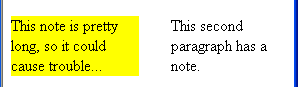 This note is pretty
long, so it could
cause trouble...
This second
paragraph has a
note.